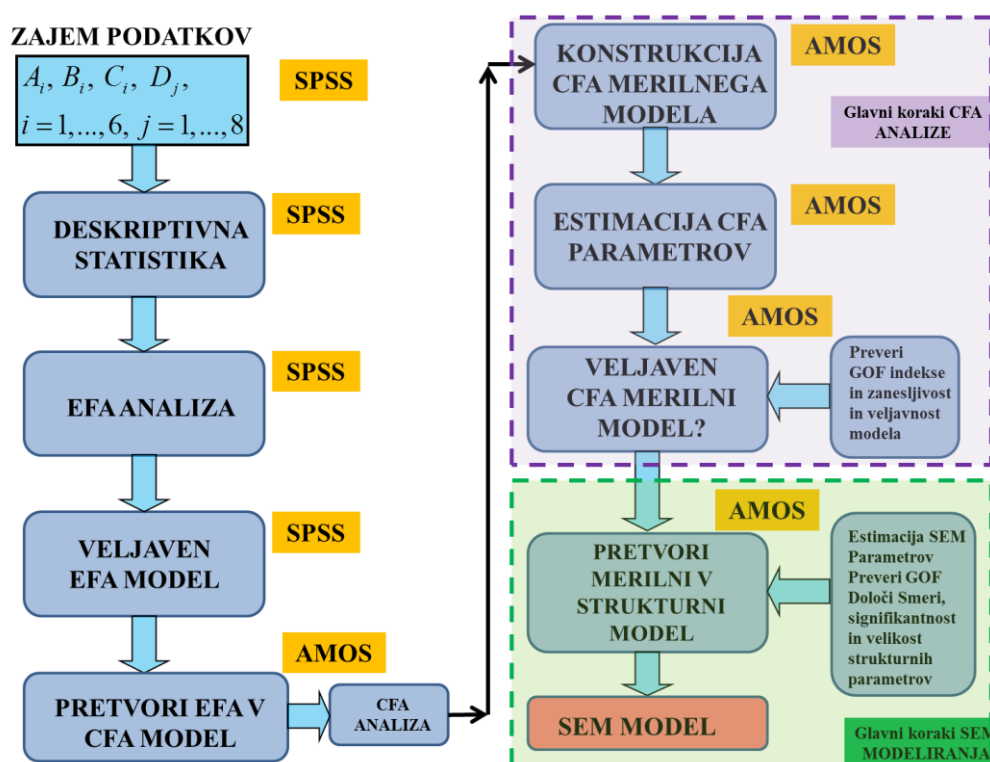 ZAJEM PODATKOV
A_i, B_i, C_i, D_j,
i = 1,...,6, j = 1,...,8
SPSS
DESKRIPTIVNA
STATISTIKA
SPSS
EFA ANALIZA
SPSS
VELJAVEN
EFA MODEL
SPSS
PRETVORI EFA V
CFA MODEL
AMOS
CFA
ANALIZA
KONSTRUKCIJA
CFA MERILNEGA
MODELA
AMOS
Glavni koraki CFA
ANALIZE
ESTIMACIJA CFA
PARAMETROV
AMOS
VELJAVEN
CFA MERILNI
MODEL?
AMOS
Preveri
GOF indekse
in zanesljivost
in veljavnost
modela
PRETVORI
MERILNI V
STRUKTURNI
MODEL
AMOS
Estimacija SEM
Parametrov
Preveri GOF
Določi Smeri,
signifikantnost
in velikost
strukturnih
parametrov
SEM MODEL
Glavni koraki SEM
MODELIRANJA